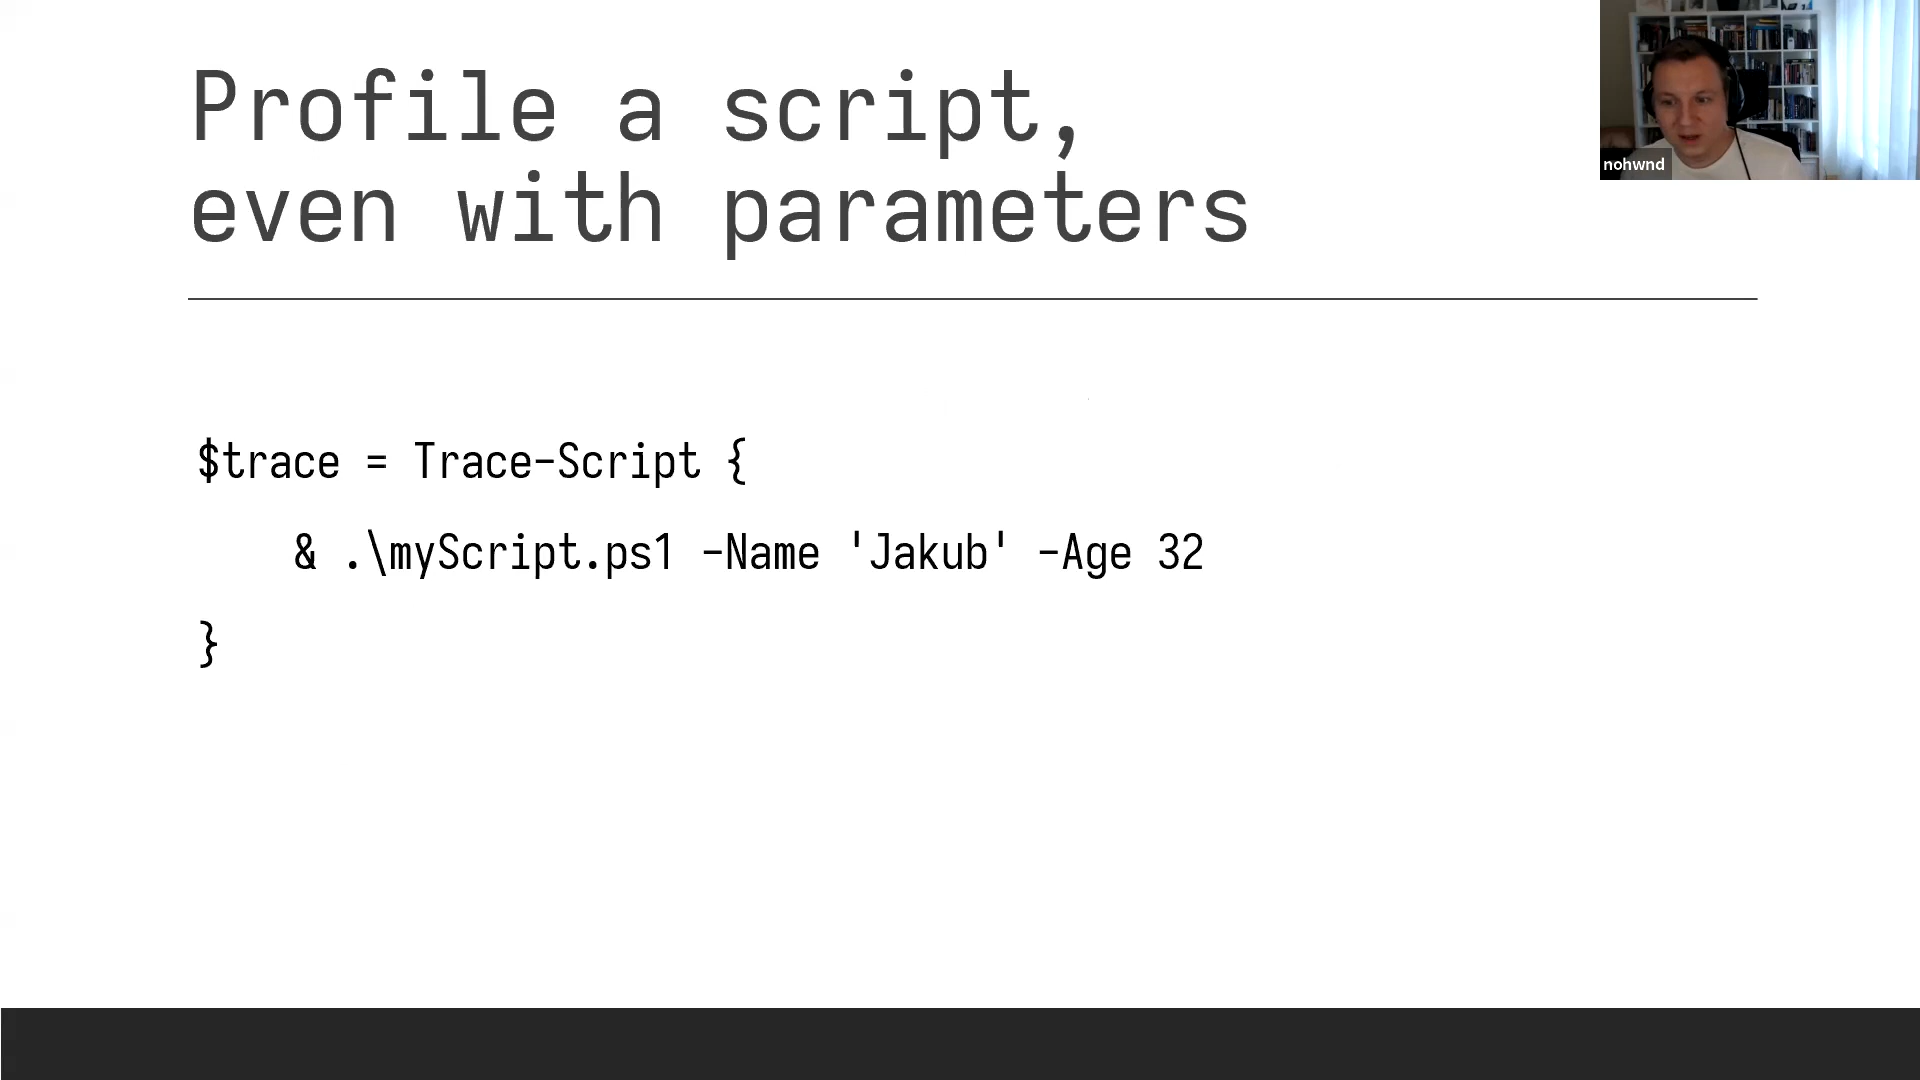 Profile a script,
even with parameters
nohwnd
$trace = Trace-Script {
& .\myScript.ps1 -Name 'Jakub' -Age 32
}